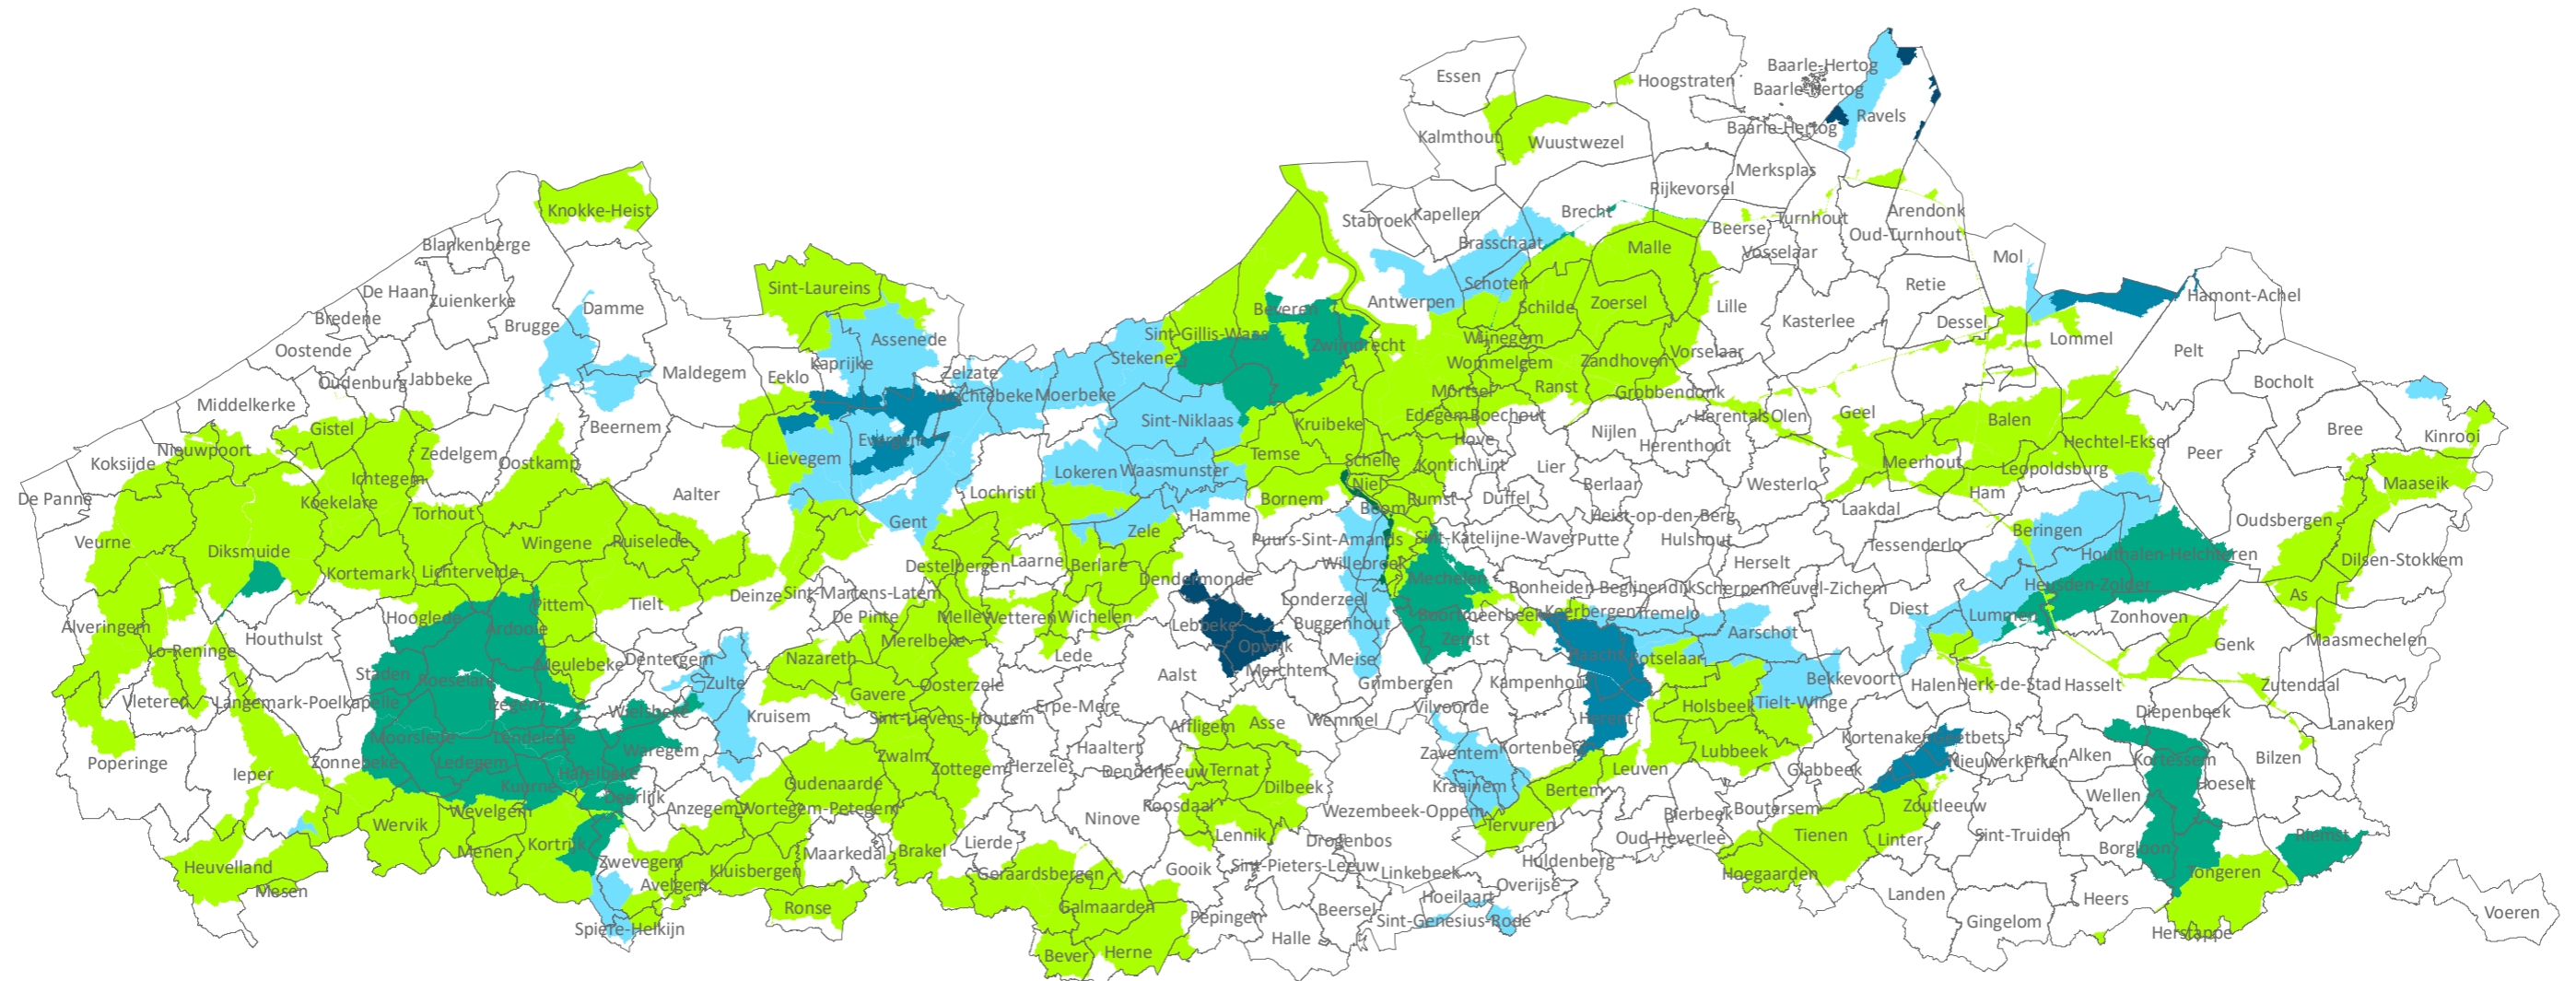 Essen
Hoogstraten
Baarle-Hertog
Baarle-Hertog
Baarle-Hertog
Ravels
Kalmthout
Wuustwezel
Merksplas
Rijkevorsel
Knokke-Heist
Stabroek
Kapellen
Brecht
Turnhout
Arendonk
Beerse
Oud-Turnhout
Vosselaar
Blankenberge
Brasschaat
Malle
Mol
De Haan
Zuienkerke
Damme
Sint-Laureins
Schoten
Retie
Hamont-Achel
Bredene
Brugge
Antwerpen
Schilde
Zoersel
Lille
Kasterlee
Dessel
Lommel
Beveren
Sint-Gillis-Waas
Zwijndrecht
Wijnegem
Oostende
Assenede
Stekene
Wommelgem
Zandhoven
Vorselaar
Pelt
Oudenburg
Jabbeke
Maldegem
Eeklo
Kaprijke
Zelzate
Wachtebeke
Moerbeke
Mortsel
Ranst
Grobbendonk
Bocholt
Middelkerke
Gistel
Beernem
Evergem
Sint-Niklaas
Kruibeke
Edegem
Boechout
Herentals
Olen
Geel
Balen
Bree
Kinrooi
Nieuwpoort
Koksijde
Zedelgem
Oostkamp
Lievegem
Lokeren
Waasmunster
Temse
Schelle
Hove
Kontich
Lint
Lier
Nijlen
Herenthout
Meerhout
Leopoldsburg
Hechtel-Eksel
Peer
Maaseik
De Panne
Ichtegem
Koekelare
Torhout
Aalter
Lochristi
Gent
Zele
Hamme
Bornem
Niel
Boom
Rumst
Duffel
Berlaar
Westerlo
Laakdal
Ham
Beringen
Oudsbergen
Veurne
Diksmuide
Wingene
Ruiselede
Destelbergen
Laarne
Berlare
Puurs-Sint-Amands
Willebroek
Sint-Katelijne-Waver
Putte
Heist-op-den-Berg
Hulshout
Herselt
Tessenderlo
Houthalen-Helchteren
Dilsen-Stokkem
Kortemark
Lichtervelde
Dendermonde
Mechelen
Bonheiden
Begijnendijk
Scherpenheuvel-Zichem
Heusden-Zolder
As
Alveringem
Houthulst
Hooglede
Ardooie
Pittem
Tielt
Deinze
Sint-Martens-Latem
De Pinte
Melle
Wetteren
Wichelen
Lebbeke
Londerzeel
Buggenhout
Boortmeerbeek
Keerbergen
Tremelo
Aarschot
Diest
Lummen
Zonhoven
Genk
Maasmechelen
Lo-Reninge
Staden
Roeselare
Meulebeke
Dentergem
Zulte
Nazareth
Merelbeke
Lede
Opwijk
Merchtem
Meise
Zemst
Haacht
Rotselaar
Bekkevoort
Halen
Herk-de-Stad
Hasselt
Zutendaal
Vleteren
Langemark-Poelkapelle
Izegem
Wielsbeke
Kruisem
Gavere
Oosterzele
Sint-Lievens-Houtem
Erpe-Mere
Aalst
Affligem
Asse
Wemmel
Grimbergen
Vilvoorde
Kampenhout
Herent
Holsbeek
Tielt-Winge
Diepenbeek
Lanaken
Poperinge
Ieper
Zonnebeke
Moorslede
Ledegem
Lendelede
Kuurne
Harelbeke
Waregem
Deerlijk
Oudenaarde
Zwalm
Zottegem
Herzele
Haaltert
Denderleeuw
Ternat
Dilbeek
Zaventem
Kortenberg
Kraainem
Leuven
Lubbeek
Glabbeek
Kortenaken
Geetbets
Nieuwerkerken
Alken
Kortessem
Hoeselt
Bilzen
Wervik
Wevelgem
Menen
Kortrijk
Anzegem
Wortegem-Petegem
Ninove
Roosdaal
Lennik
Wezembeek-Oppem
Tervuren
Bertem
Bierbeek
Boutersem
Oud-Heverlee
Tienen
Linter
Zoutleeuw
Sint-Truiden
Wellen
Borgloon
Riemst
Heuvelland
Mesen
Zwevegem
Avelgem
Kluisbergen
Maarkedal
Brakel
Lierde
Geraardsbergen
Gooik
Sint-Pieters-Leeuw
Drogenbos
Linkebeek
Hoeilaart
Overijse
Huldenberg
Hoegaarden
Landen
Gingelom
Heers
Tongeren
Spiere-Helkijn
Ronse
Galmaarden
Bever
Herne
Pepingen
Beersel
Halle
Sint-Genesius-Rode
Herstappe
Voeren